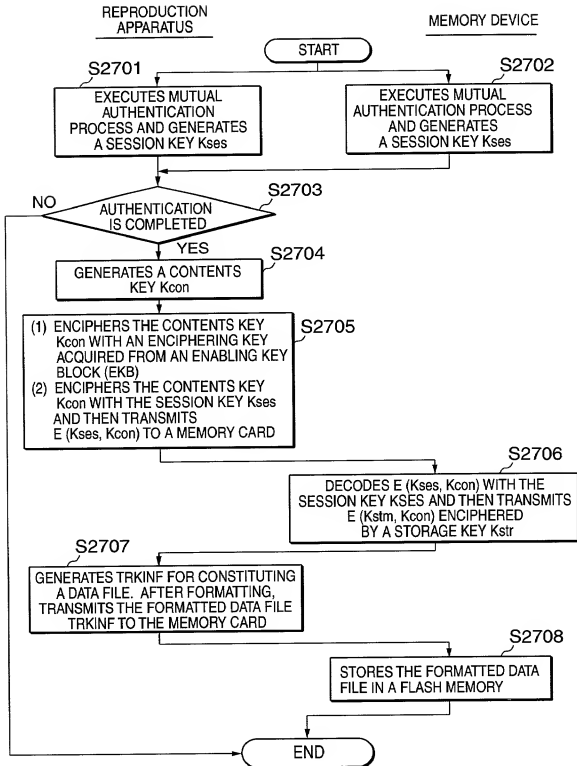 REPRODUCTION
APPARATUS
MEMORY DEVICE
START
S2701
S2702
EXECUTES MUTUAL
AUTHENTICATION
PROCESS AND GENERATES
A SESSION KEY Kses
EXECUTES MUTUAL
AUTHENTICATION PROCESS
AND GENERATES
A SESSION KEY Kses
S2703
NO
AUTHENTICATION
IS COMPLETED
YES
S2704
GENERATES A CONTENTS
KEY Kcon
S2705
(1) ENCIPHERS THE CONTENTS KEY
Kcon WITH AN ENCIPHERING KEY
ACQUIRED FROM AN ENABLING KEY
BLOCK (EKB)
(2) ENCIPHERS THE CONTENTS KEY
Kcon WITH THE SESSION KEY Kses
AND THEN TRANSMITS
E (Kses, Kcon) TO A MEMORY CARD
S2706
DECODES E (Kses, Kcon) WITH THE
SESSION KEY KSES AND THEN TRANSMITS
E (Kstm, Kcon) ENCIPHERED
BY A STORAGE KEY Kstr
S2707
GENERATES TRKINF FOR CONSTITUTING
A DATA FILE. AFTER FORMATTING,
TRANSMITS THE FORMATTED DATA FILE
TRKINF TO THE MEMORY CARD
S2708
STORES THE FORMATTED DATA
FILE IN A FLASH MEMORY
END